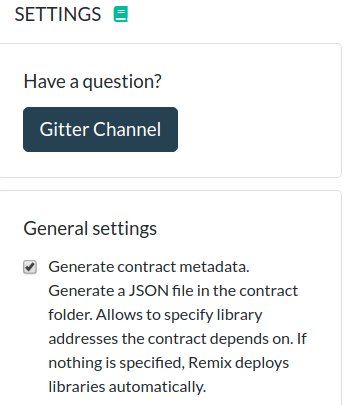 SETTINGS
Have a question?
Gitter Channel
General settings
Generate contract metadata.
Generate a JSON file in the contract
folder. Allows to specify library
addresses the contract depends on. If
nothing is specified, Remix deploys
libraries automatically.